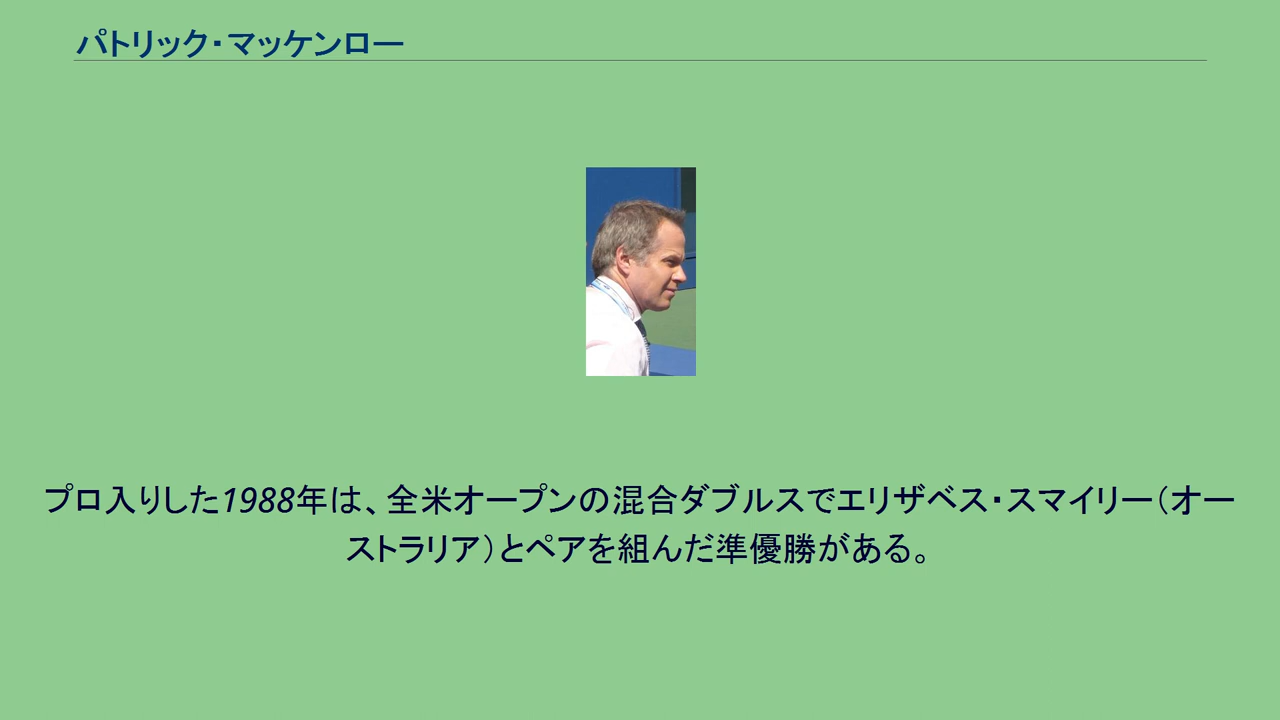 パトリック・マッケンロー
プロ入りした1988年は、全米オープンの混合ダブルスでエリザベス・スマイリー（オー
ストラリア）とペアを組んだ準優勝がある。